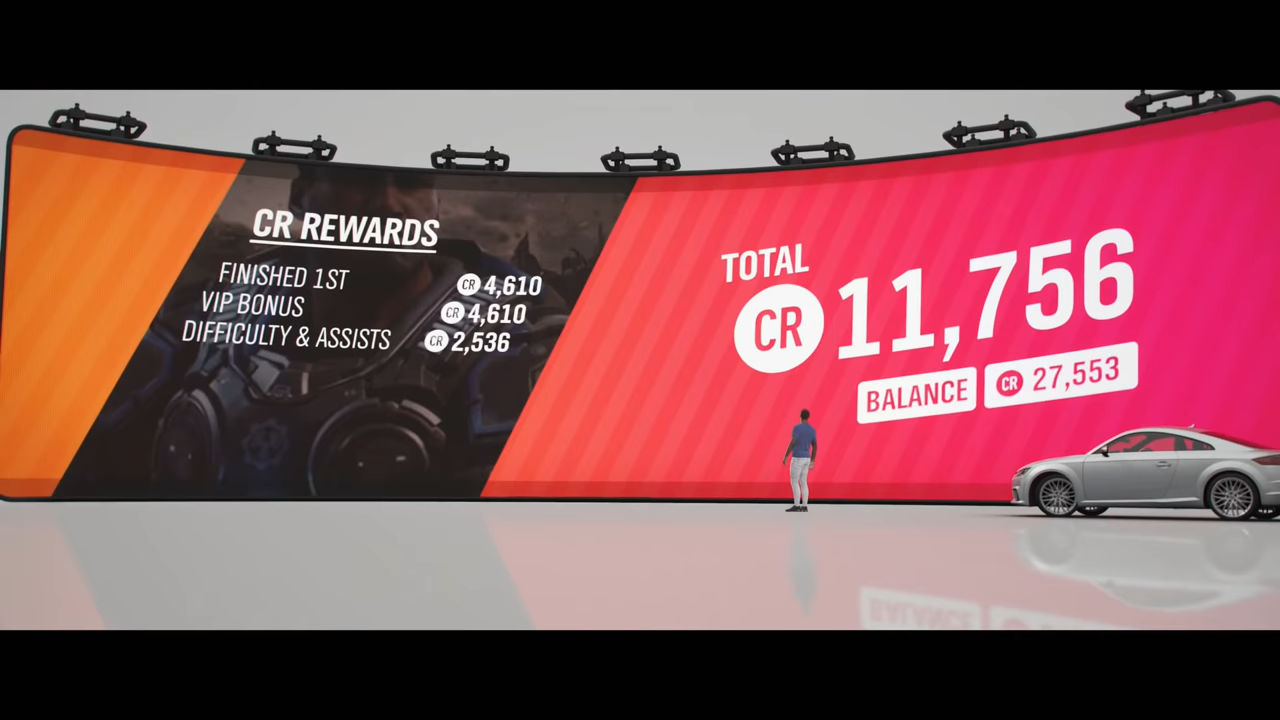 CR REWARDS
FINISHED 1ST CR 4,610
VIP BONUS CR 4,610
DIFFICULTY & ASSISTS CR 2,536
TOTAL
CR 11,756
BALANCE CR 27,553